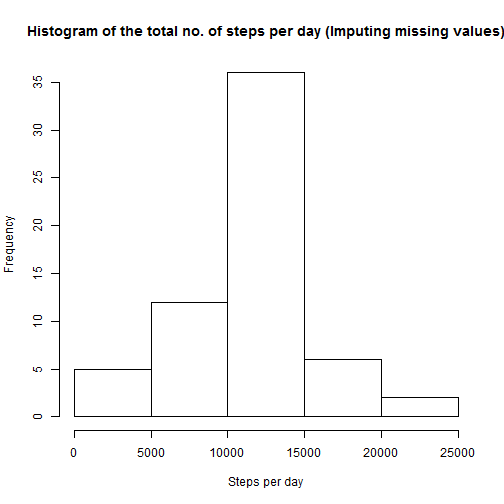 Histogram of the total no. of steps per day (Imputing missing values)
Frequency
35
30
25
20
15
10
5
0
0 5000 10000 15000 20000 25000
Steps per day